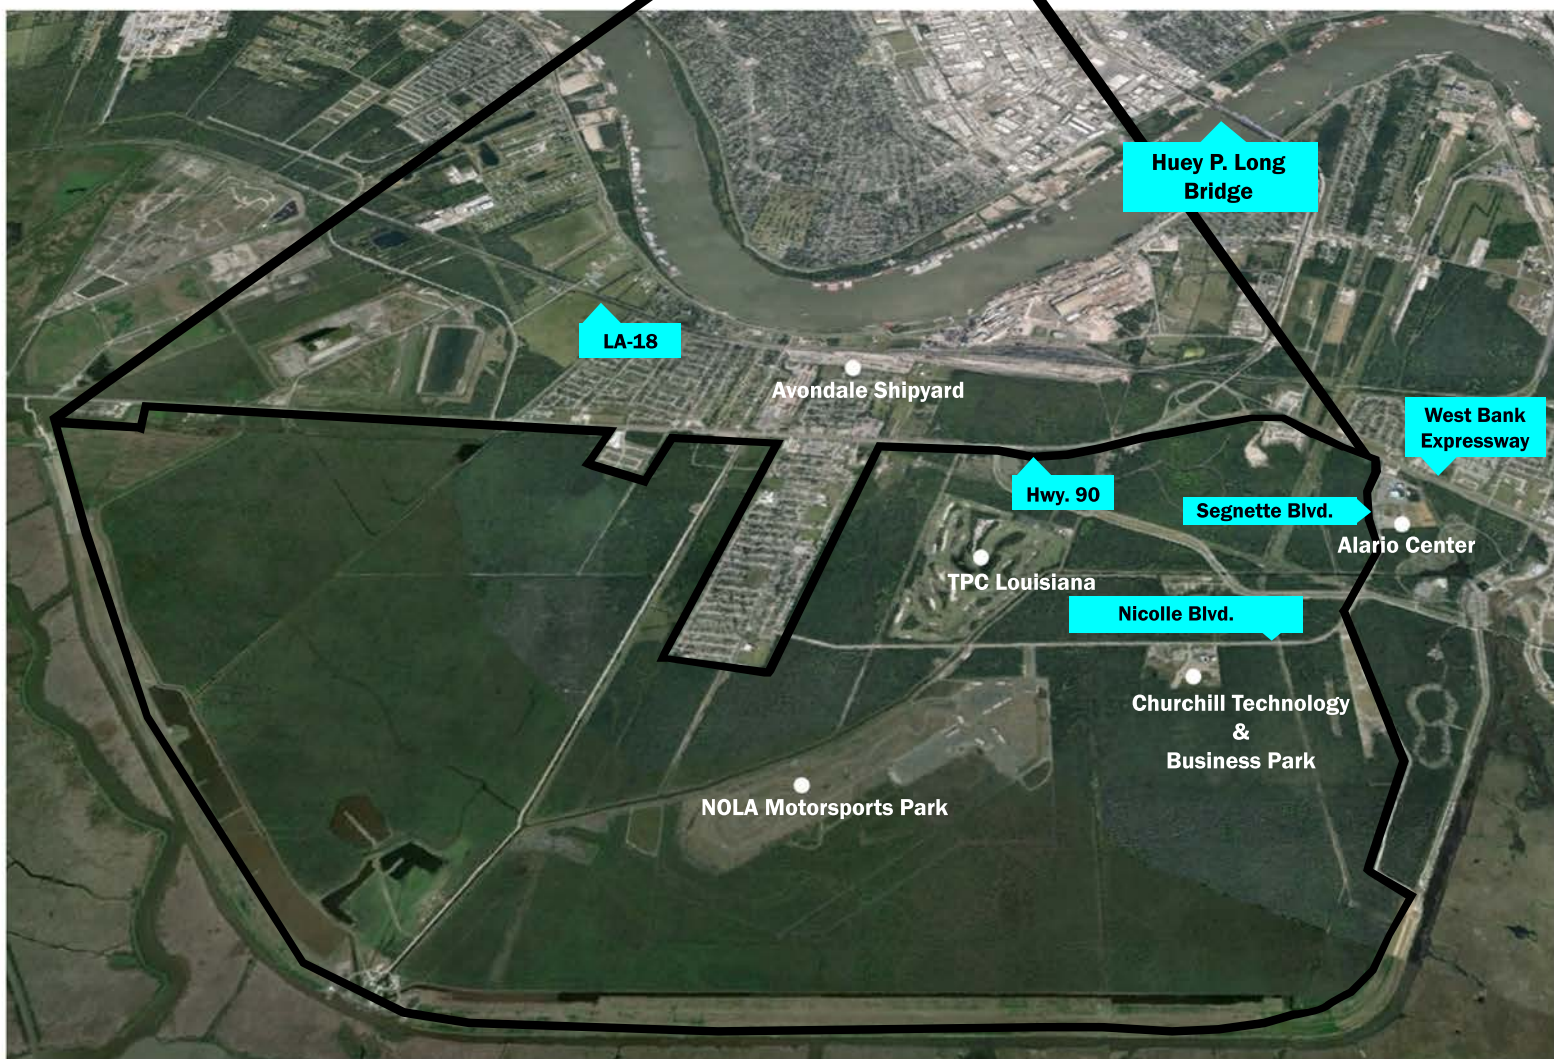 Huey P. Long
Bridge
LA-18
Avondale Shipyard
West Bank
Expressway
Hwy. 90
Segnette Blvd.
Alario Center
TPC Louisiana
Nicolle Blvd.
Churchill Technology
&
Business Park
NOLA Motorsports Park